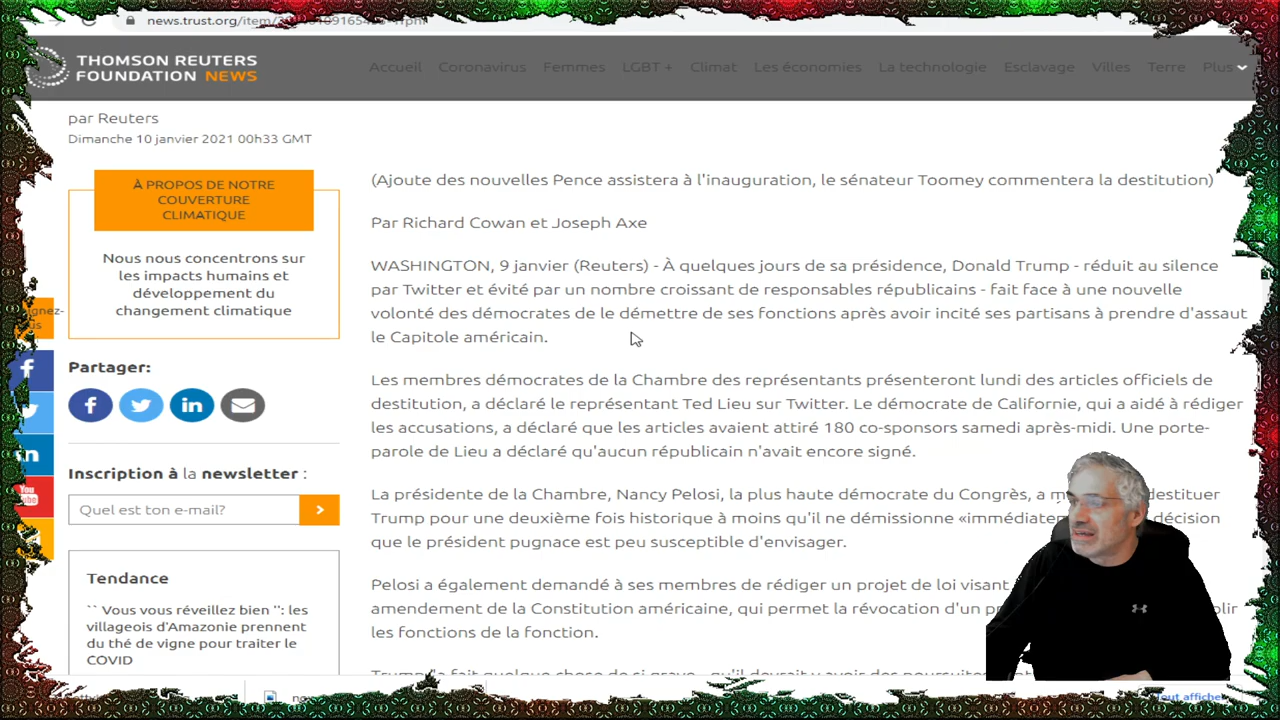 news.trust.org/item/
THOMSON REUTERS
FOUNDATION NEWS
Accueil Coronavirus Femmes LGBT + Climat Les économies La technologie Esclavage Villes Terre Plus
par Reuters
Dimanche 10 janvier 2021 00h33 GMT
À PROPOS DE NOTRE
COUVERTURE
CLIMATIQUE
Nous nous concentrons sur
les impacts humains et
développement du
changement climatique
Partager:
Inscription à la newsletter :
Quel est ton e-mail?
Tendance
`` Vous vous réveillez bien '': les
villageois d'Amazonie prennent
du thé de vigne pour traiter le
COVID
(Ajoute des nouvelles Pence assistera à l'inauguration, le sénateur Toomey commentera la destitution)
Par Richard Cowan et Joseph Axe
WASHINGTON, 9 janvier (Reuters) - À quelques jours de sa présidence, Donald Trump - réduit au silence
par Twitter et évité par un nombre croissant de responsables républicains - fait face à une nouvelle
volonté des démocrates de le démettre de ses fonctions après avoir incité ses partisans à prendre d'assaut
le Capitole américain.
Les membres démocrates de la Chambre des représentants présenteront lundi des articles officiels de
destitution, a déclaré le représentant Ted Lieu sur Twitter. Le démocate de Californie, qui a aidé à rédiger
les accusations, a déclaré que les articles avaient attiré 180 co-sponsors samedi après-midi. Une porte-
parole de Lieu a déclaré qu'aucun républicain n'avait encore signé.
La présidente de la Chambre, Nancy Pelosi, la plus haute démocrate du Congrès, a destituer
Trump pour une deuxième fois historique à moins qu'il ne démissionne décision
que le président pugnace est peu susceptible d'envisager.
Pelosi a également demandé à ses membres de rédiger un projet de loi visant
amendement de la Constitution américaine, qui permet la révocation d'un
les fonctions de la fonction.
You
Tout afficher